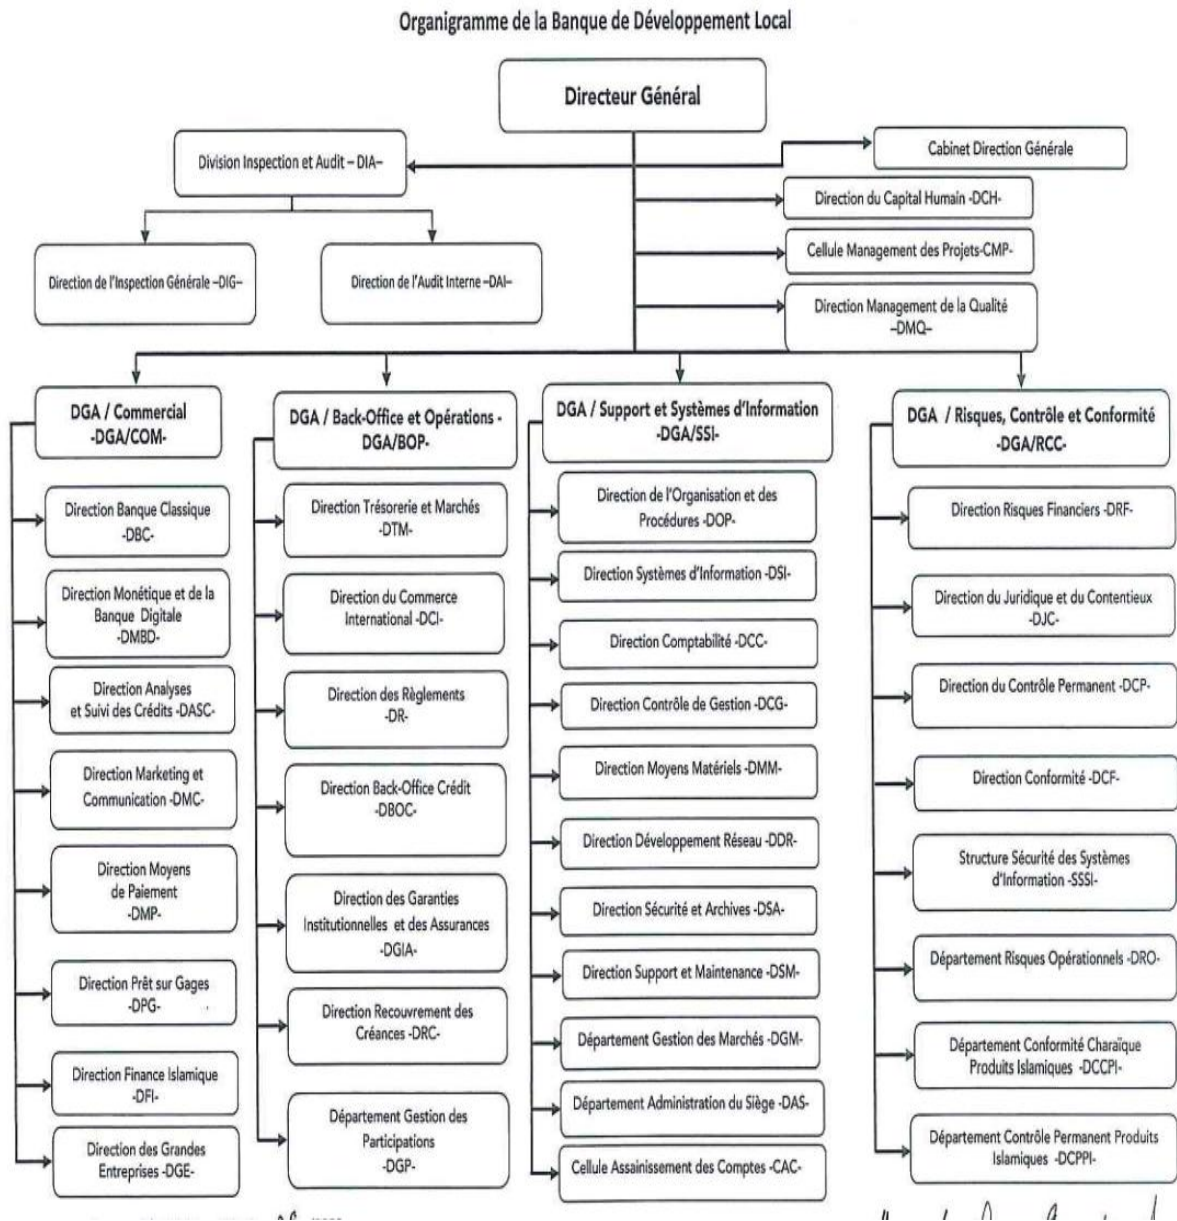 Organigramme de la Banque de Développement Local
Directeur Général
Division Inspection et Audit – DIA–
Cabinet Direction Générale
Direction du Capital Humain -DCH-
Direction de l'Inspection Générale –DIG–
Direction de l'Audit Interne –DAI–
Cellule Management des Projets-CMP-
Direction Management de la Qualité
–DMQ–
DGA / Commercial
-DGA/COM-
Direction Banque Classique
-DBC-
Direction Monétique et de la
Banque Digitale
-DMBD-
Direction Analyses
et Suivi des Crédits -DASC-
Direction Marketing et
Communication -DMC-
Direction Moyens
de Paiement
-DMP-
Direction Prêt sur Gages
-DPG-
Direction Finance Islamique
-DFI-
Direction des Grandes
Entreprises -DGE-
DGA / Back-Office et Opérations -
DGA/BOP-
Direction Trésorerie et Marchés
-DTM-
Direction du Commerce
International -DCI-
Direction des Règlements
-DR-
Direction Back-Office Crédit
-DBOC-
Direction des Garanties
Institutionnelles et des Assurances
-DGIA-
Direction Recouvrement des
Créances -DRC-
Département Gestion des
Participations
-DGP-
DGA / Support et Systèmes d'Information
-DGA/SSI-
Direction de l'Organisation et des
Procédures -DOP-
Direction Systèmes d'Information -DSI-
Direction Comptabilité -DCC-
Direction Contrôle de Gestion -DCG-
Direction Moyens Matériels -DMM-
Direction Développement Réseau -DDR-
Direction Sécurité et Archives -DSA-
Direction Support et Maintenance -DSM-
Département Gestion des Marchés -DGM-
Département Administration du Siège -DAS-
Cellule Assainissement des Comptes -CAC-
DGA / Risques, Contrôle et Conformité
-DGA/RCC-
Direction Risques Financiers -DRF-
Direction du Juridique et du Contentieux
-DJC-
Direction du Contrôle Permanent -DCP-
Direction Conformité -DCF-
Structure Sécurité des Systèmes
d'Information -SSSI-
Département Risques Opérationnels -DRO-
Département Conformité Charaïque
Produits Islamiques -DCCPI-
Département Contrôle Permanent Produits
Islamiques -DCPPI-